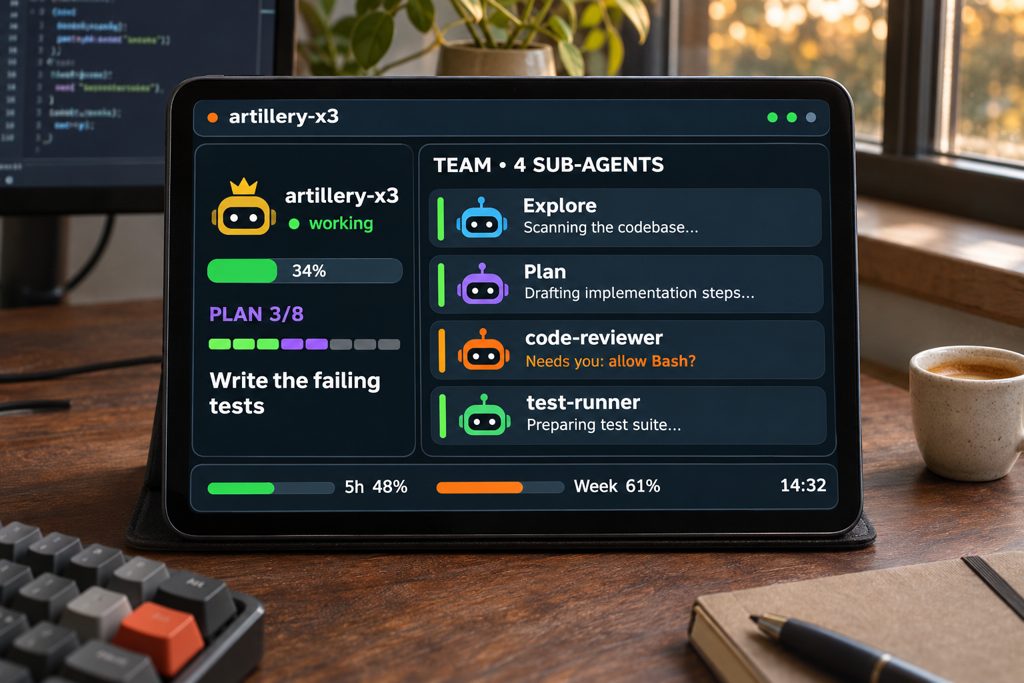 artillery-x3
artillery-x3
working
34%
PLAN 3/8
Write the failing
tests
TEAM • 4 SUB-AGENTS
Explore
Scanning the codebase...
Plan
Drafting implementation steps...
code-reviewer
Needs you: allow Bash?
test-runner
Preparing test suite...
5h 48%
Week 61%
14:32